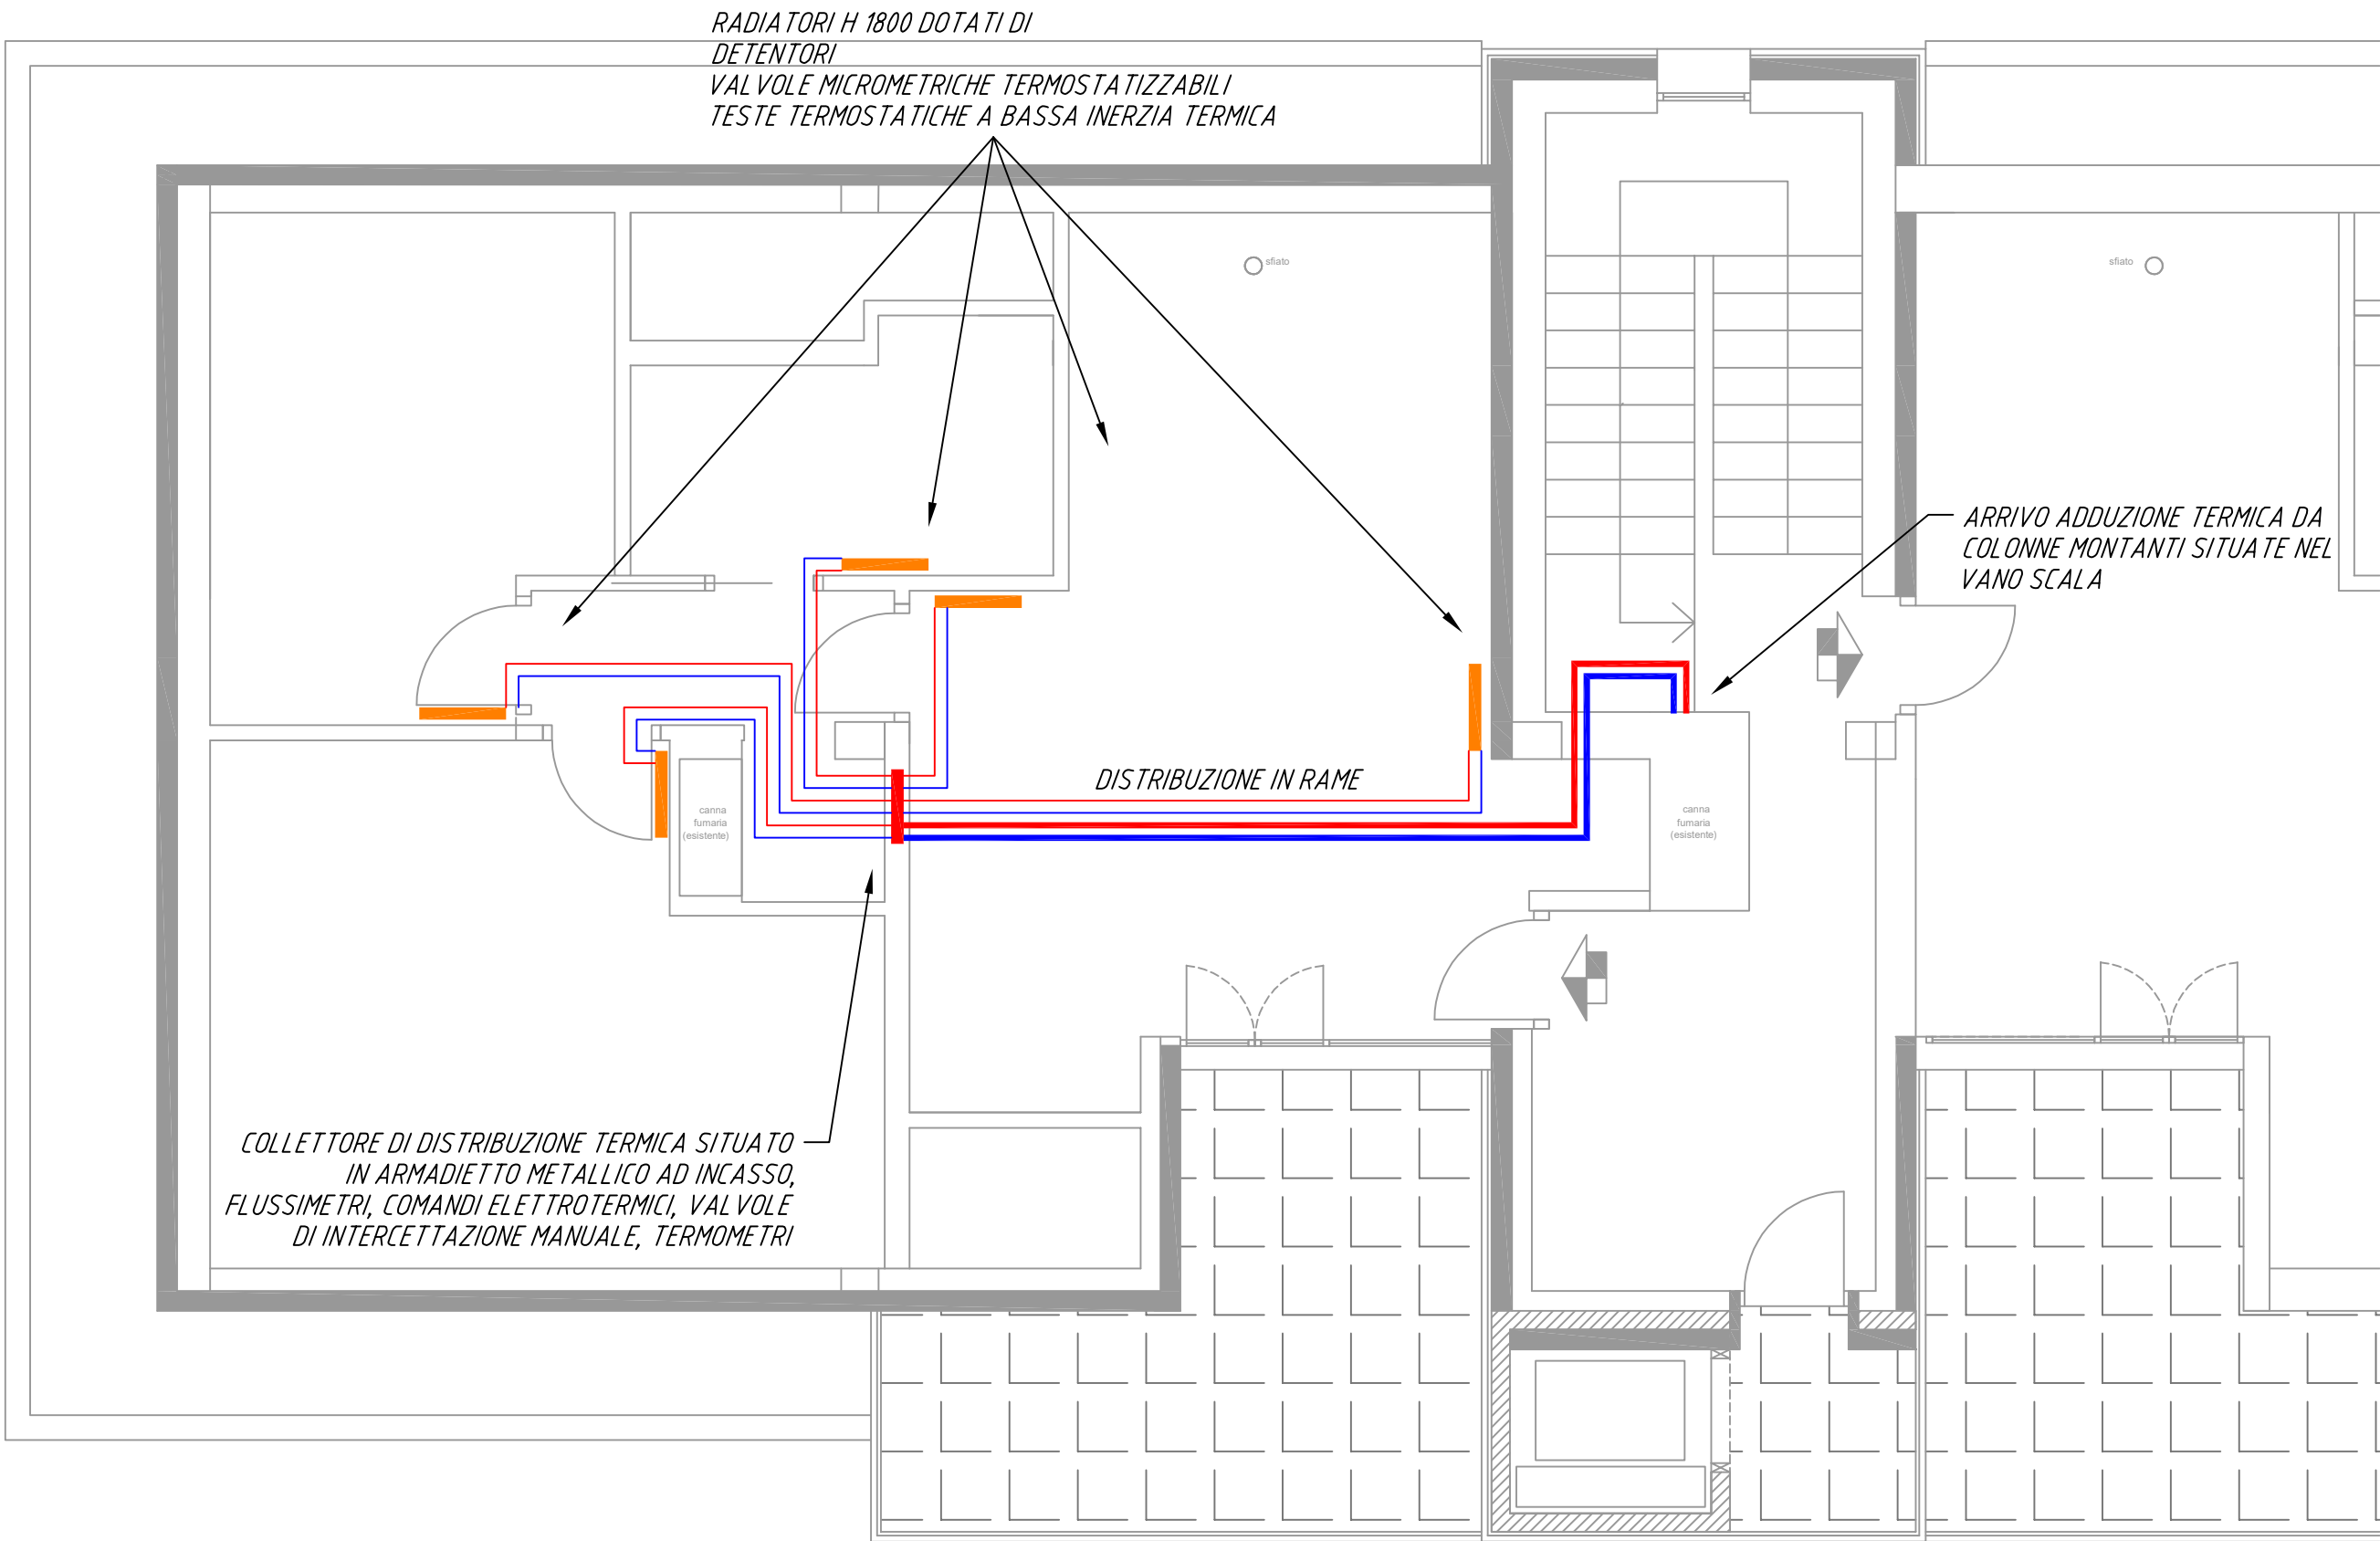 RADIATORI H 1800 DOTATI DI
DETENTORI
VALVOLE MICROMETRICHE TERMOSTATIZZABILI
TESTE TERMOSTATICHE A BASSA INERZIA TERMICA
sfiato
sfiato
ARRIVO ADDUZIONE TERMICA DA
COLONNE MONTANTI SITUATE NEL
VANO SCALA
DISTRIBUZIONE IN RAME
canna
fumaria
(esistente)
canna
fumaria
(esistente)
COLLETTORE DI DISTRIBUZIONE TERMICA SITUATO
IN ARMADIETTO METALLICO AD INCASSO,
FLUSSIMETRI, COMANDI ELETTROTERMICI, VALVOLE
DI INTERCETTAZIONE MANUALE, TERMOMETRI